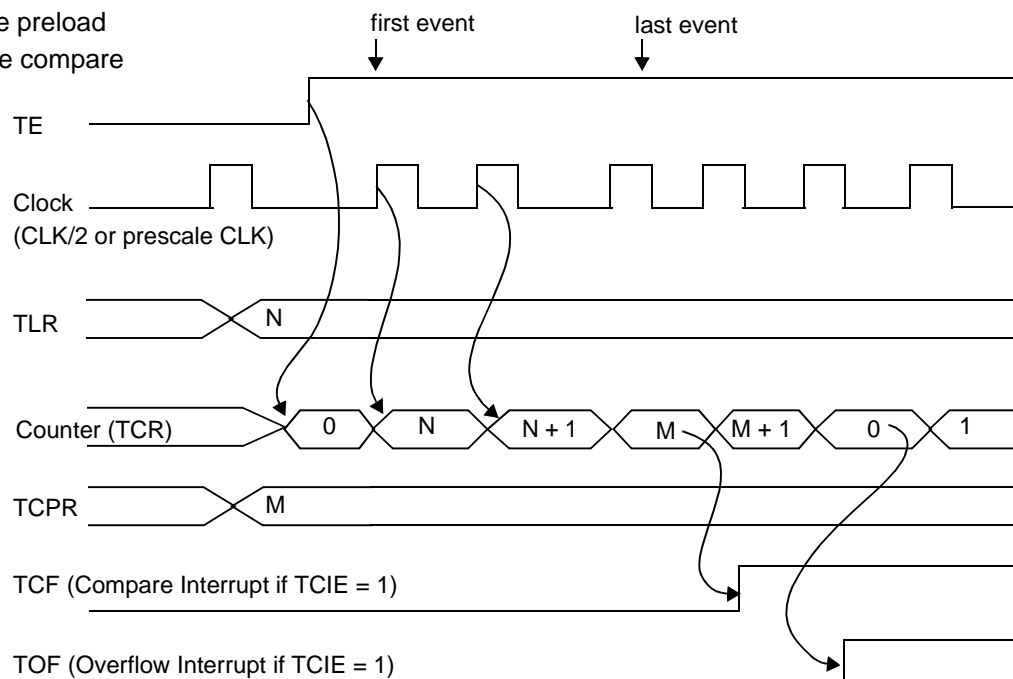 e preload
e compare
first event
last event
TE
Clock
(CLK/2 or prescale CLK)
TLR
N
Counter (TCR)
0
N
N + 1
M
M + 1
0
1
TCPR
M
TCF (Compare Interrupt if TCIE = 1)
TOF (Overflow Interrupt if TCIE = 1)